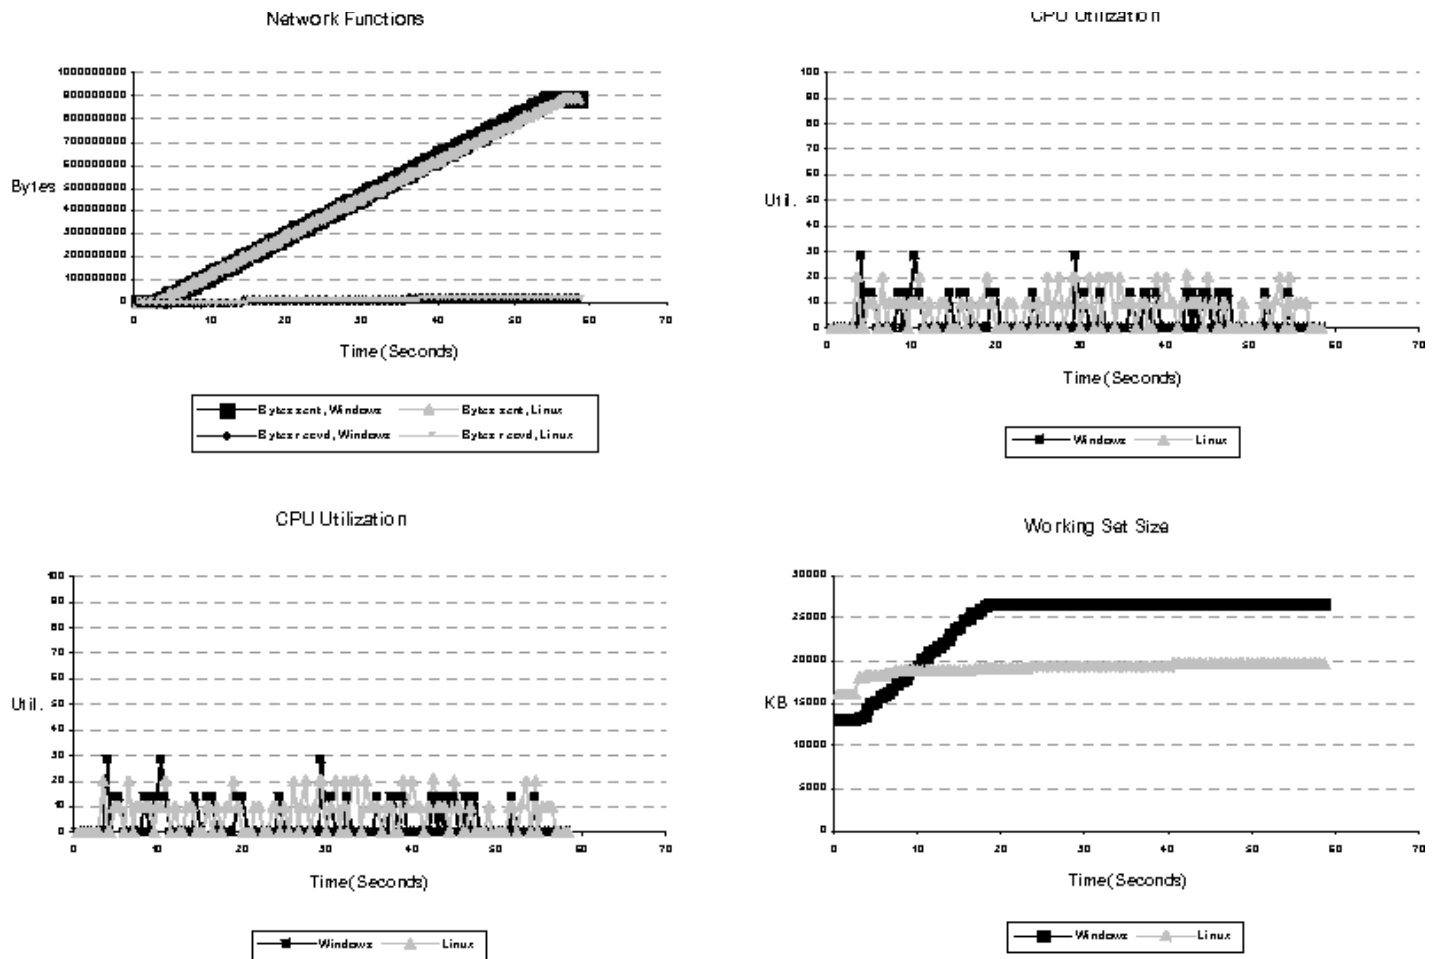 Network Functions
1000000000
900000000
800000000
700000000
600000000
Bytes 500000000
400000000
300000000
200000000
100000000
0
0 10 20 30 40 50 60 70
Time (Seconds)
Bytes sent, Windows Bytes sent, Linux
Bytes recvd, Windows Bytes recvd, Linux
CPU Utilization
100
90
80
70
60
Util. 50
40
30
20
10
0
0 10 20 30 40 50 60 70
Time (Seconds)
Windows Linux
CPU Utilization
100
90
80
70
60
Util. 50
40
30
20
10
0
0 10 20 30 40 50 60 70
Time (Seconds)
Windows Linux
Working Set Size
30000
25000
20000
KB 15000
10000
5000
0
0 10 20 30 40 50 60 70
Time (Seconds)
Windows Linux